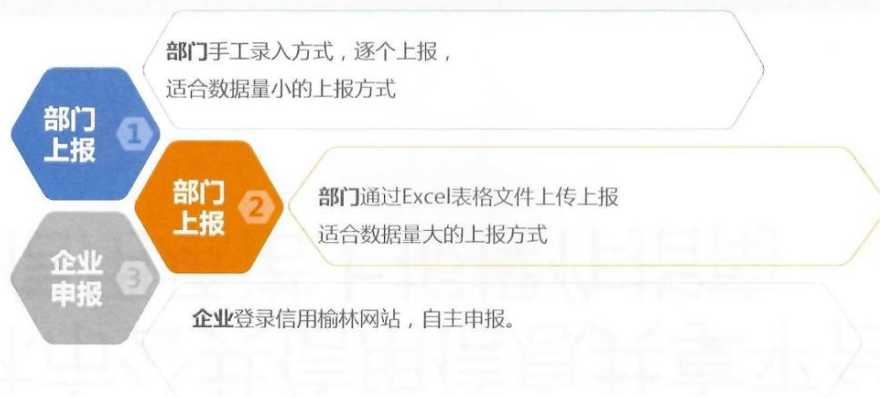 部门手工录入方式，逐个上报，
适合数据量小的上报方式
部门
上报
1
部门
上报
2
部门通过Excel表格文件上传上报
适合数据量大的上报方式
企业
申报
3
企业登录信用榆林网站，自主申报。